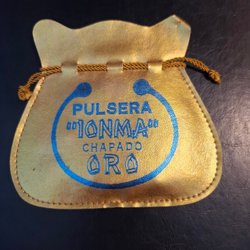 PULSERA
"IONMA"
CHAPADO
ORO